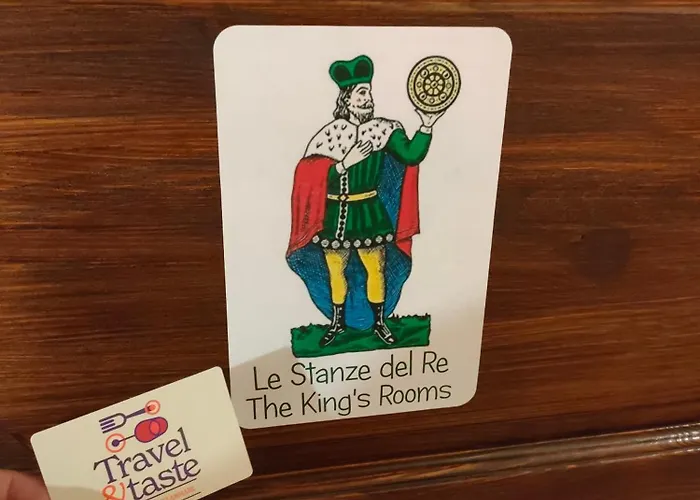 Le Stanze del Re
The King's Rooms
Travel
&taste